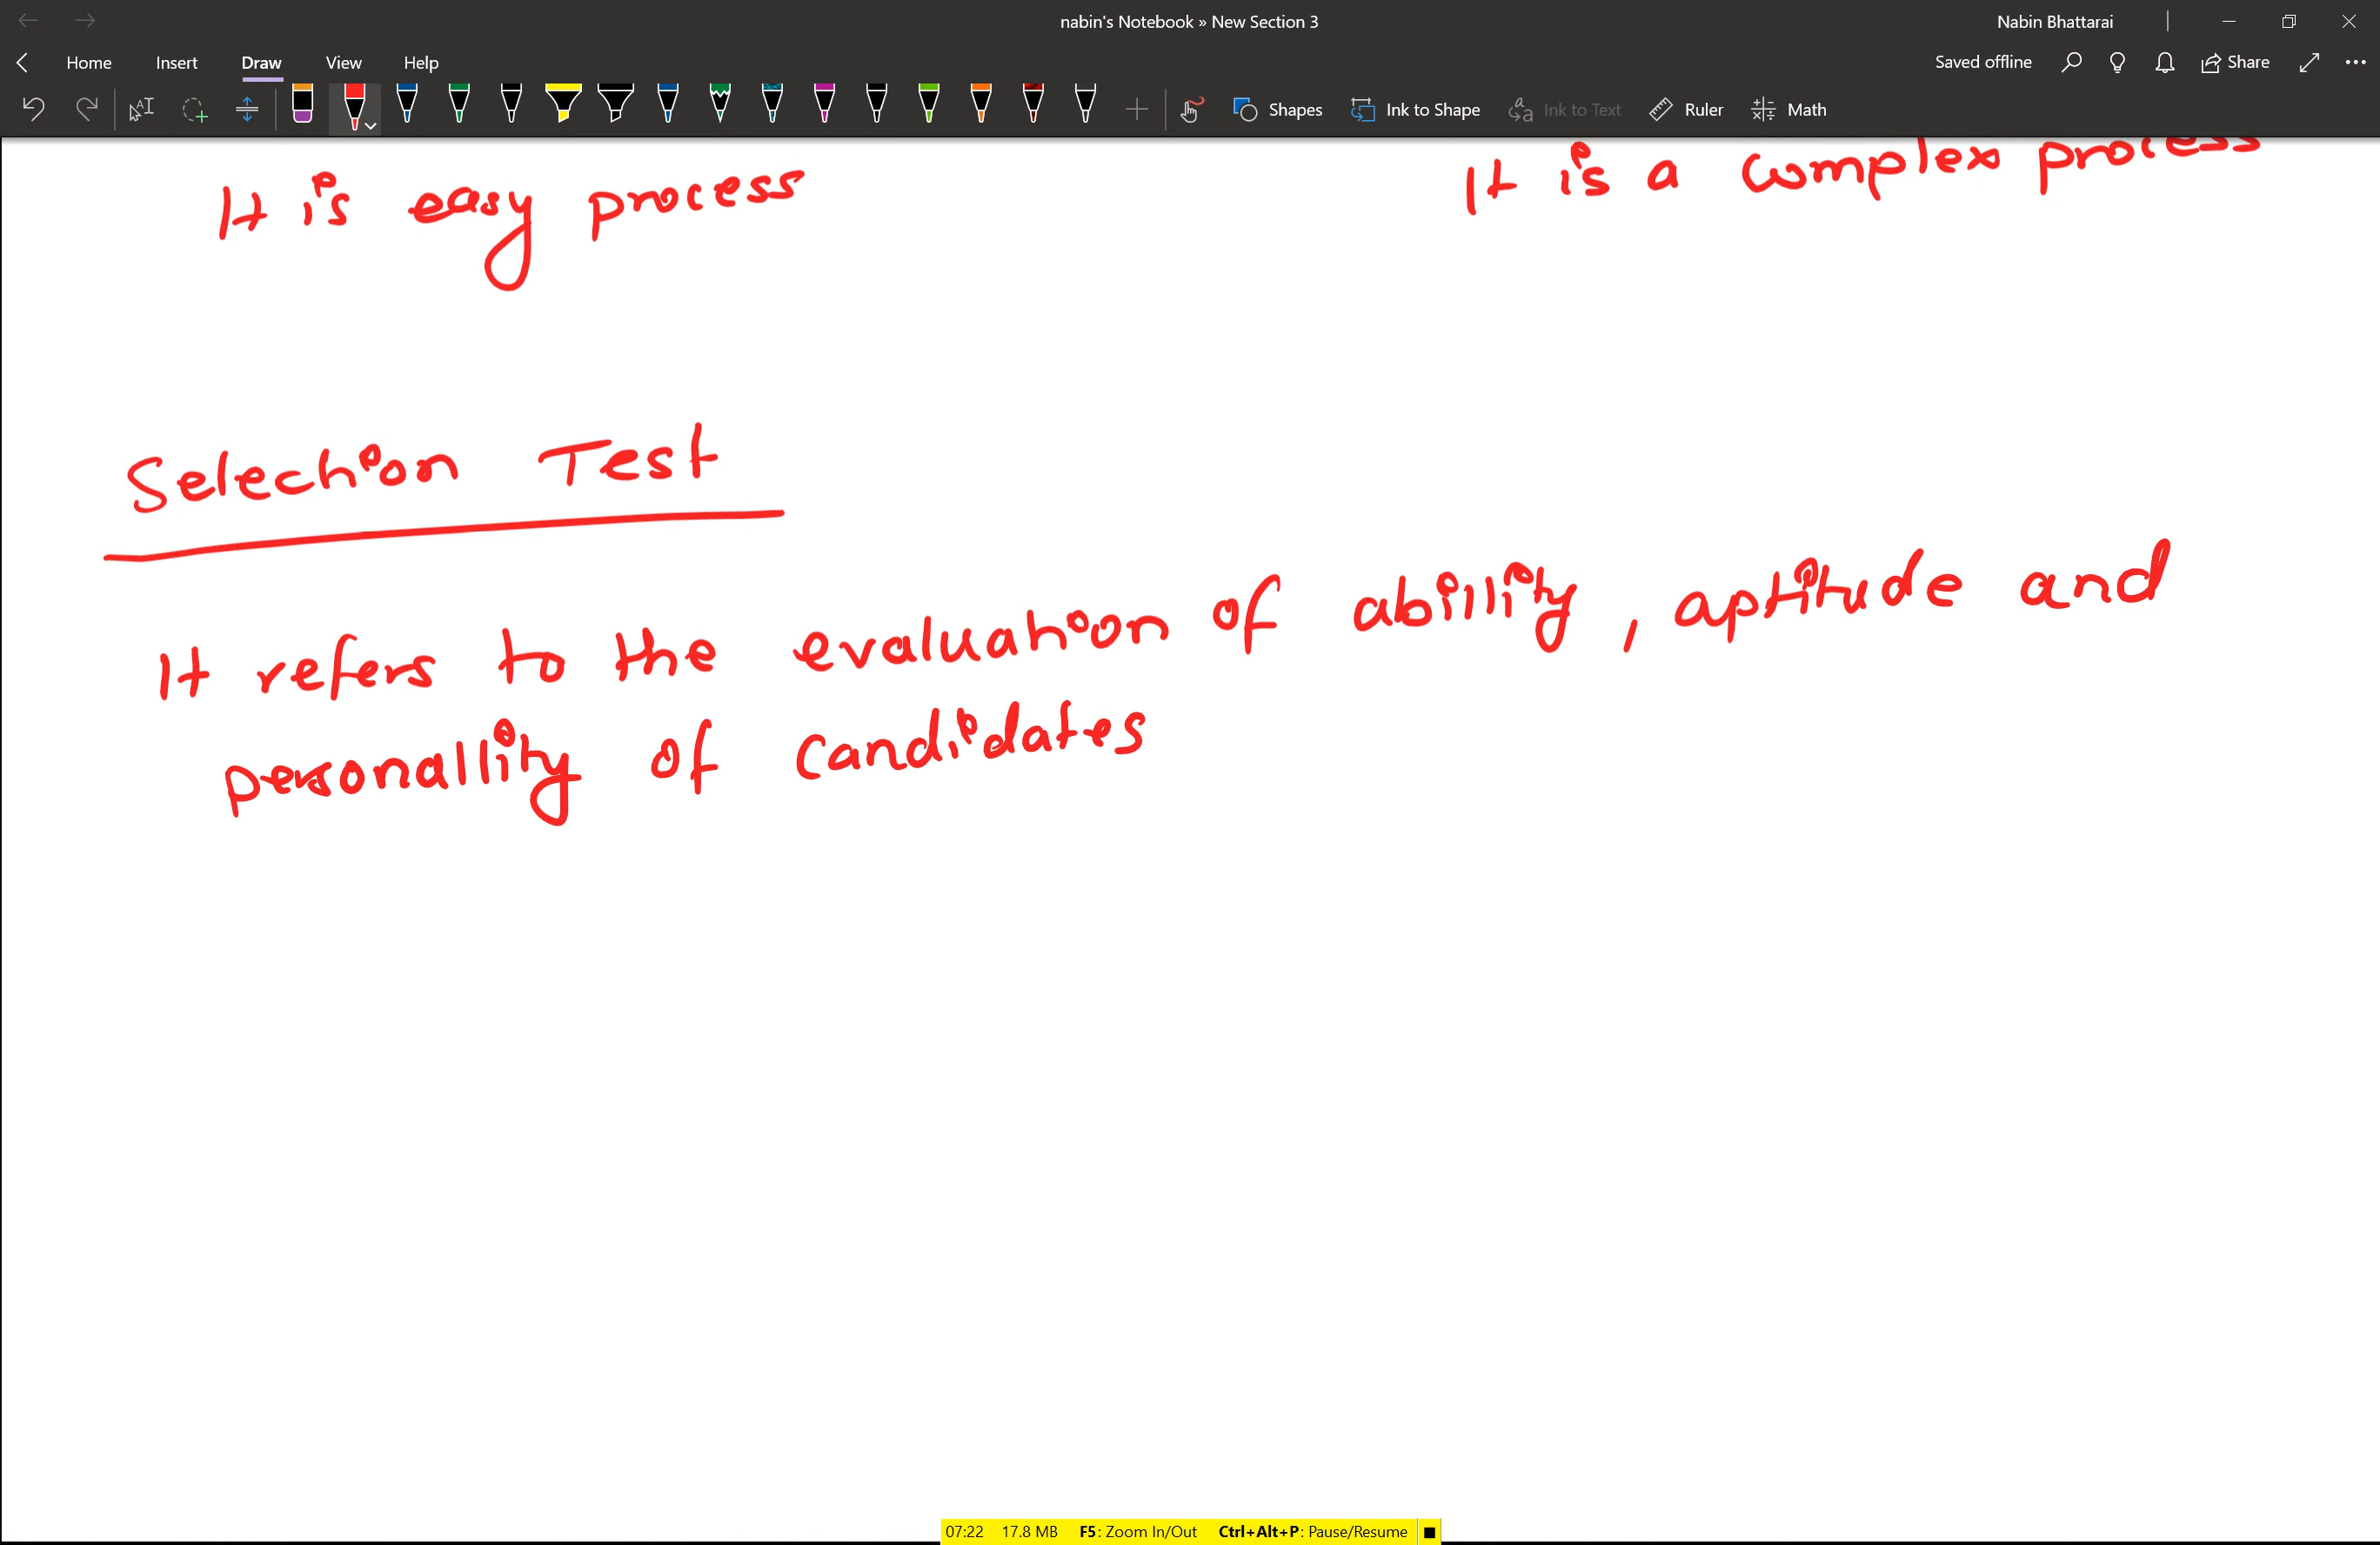 nabin's Notebook » New Section 3
Nabin Bhattarai
Home Insert Draw View Help
Saved offline
Share
Shapes Ink to Shape Ink to Text Ruler Math
It is easy process
It is a complex process
Selection Test
It refers to the evaluation of abillity, aptitude and
personallity of candidates
07:22 17.8 MB F5: Zoom In/Out Ctrl+Alt+P: Pause/Resume